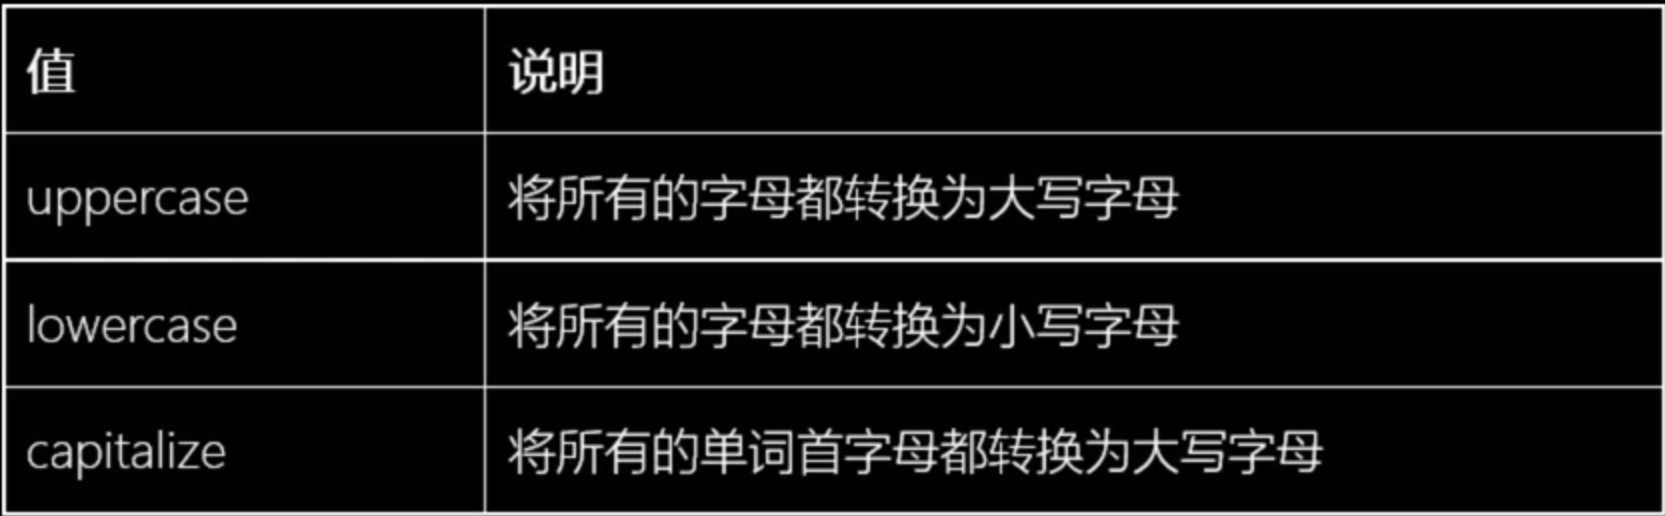 值 说明
uppercase 将所有的字母都转换为大写字母
lowercase 将所有的字母都转换为小写字母
capitalize 将所有的单词首字母都转换为大写字母